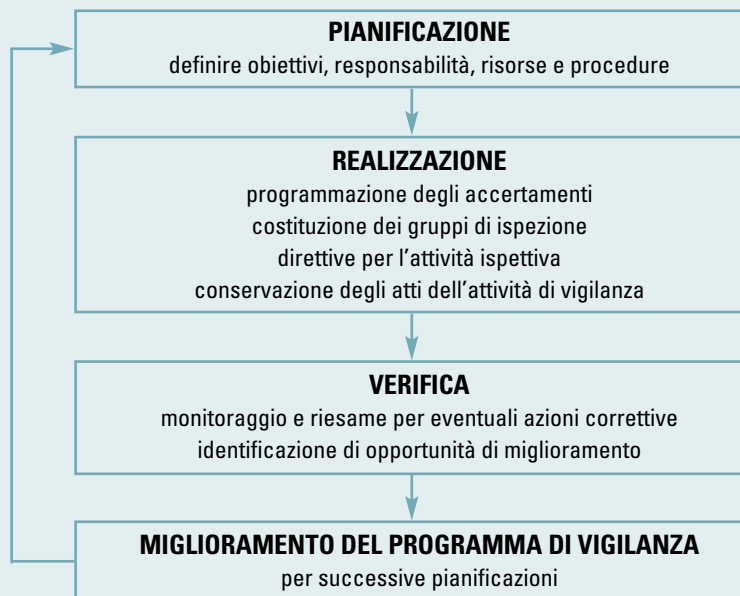 PIANIFICAZIONE
definire obiettivi, responsabilità, risorse e procedure
REALIZZAZIONE
programmazione degli accertamenti
costituzione dei gruppi di ispezione
direttive per l’attività ispettiva
conservazione degli atti dell’attività di vigilanza
VERIFICA
monitoraggio e riesame per eventuali azioni correttive
identificazione di opportunità di miglioramento
MIGLIORAMENTO DEL PROGRAMMA DI VIGILANZA
per successive pianificazioni